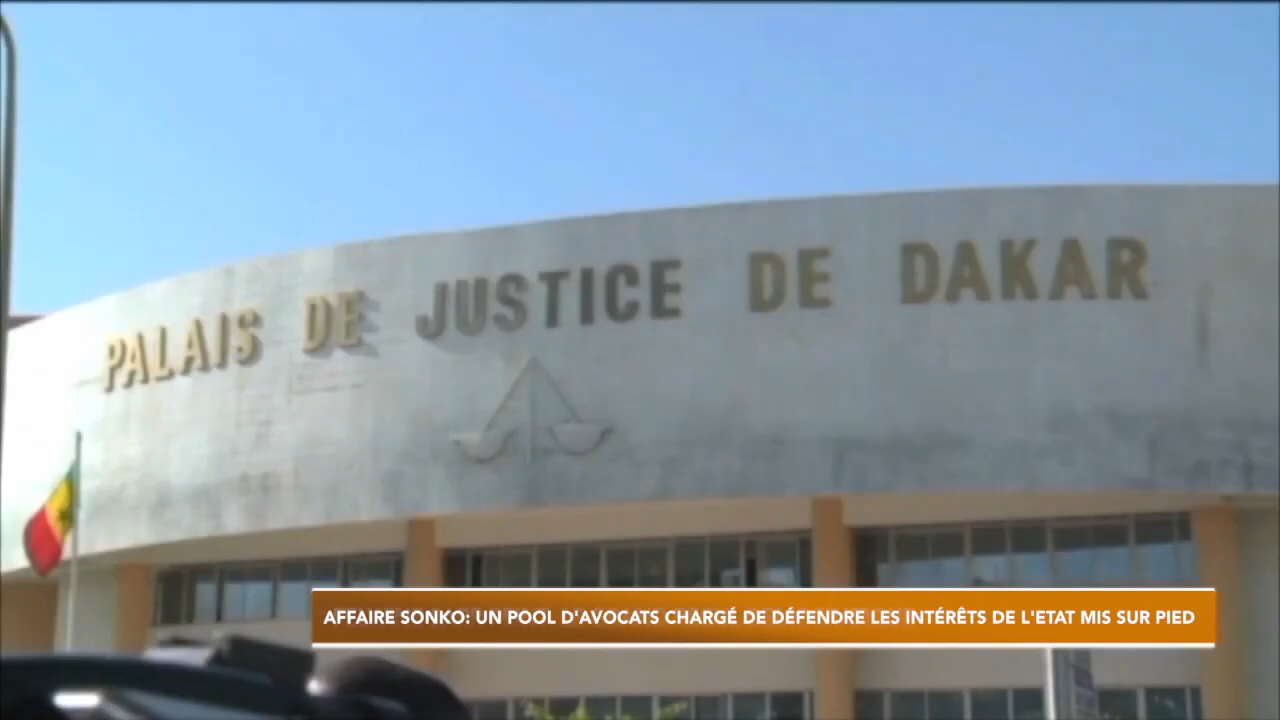 PALAIS DE JUSTICE DE DAKAR
AFFAIRE SONKO: UN POOL D'AVOCATS CHARGÉ DE DÉFENDRE LES INTÉRÊTS DE L'ETAT MIS SUR PIED